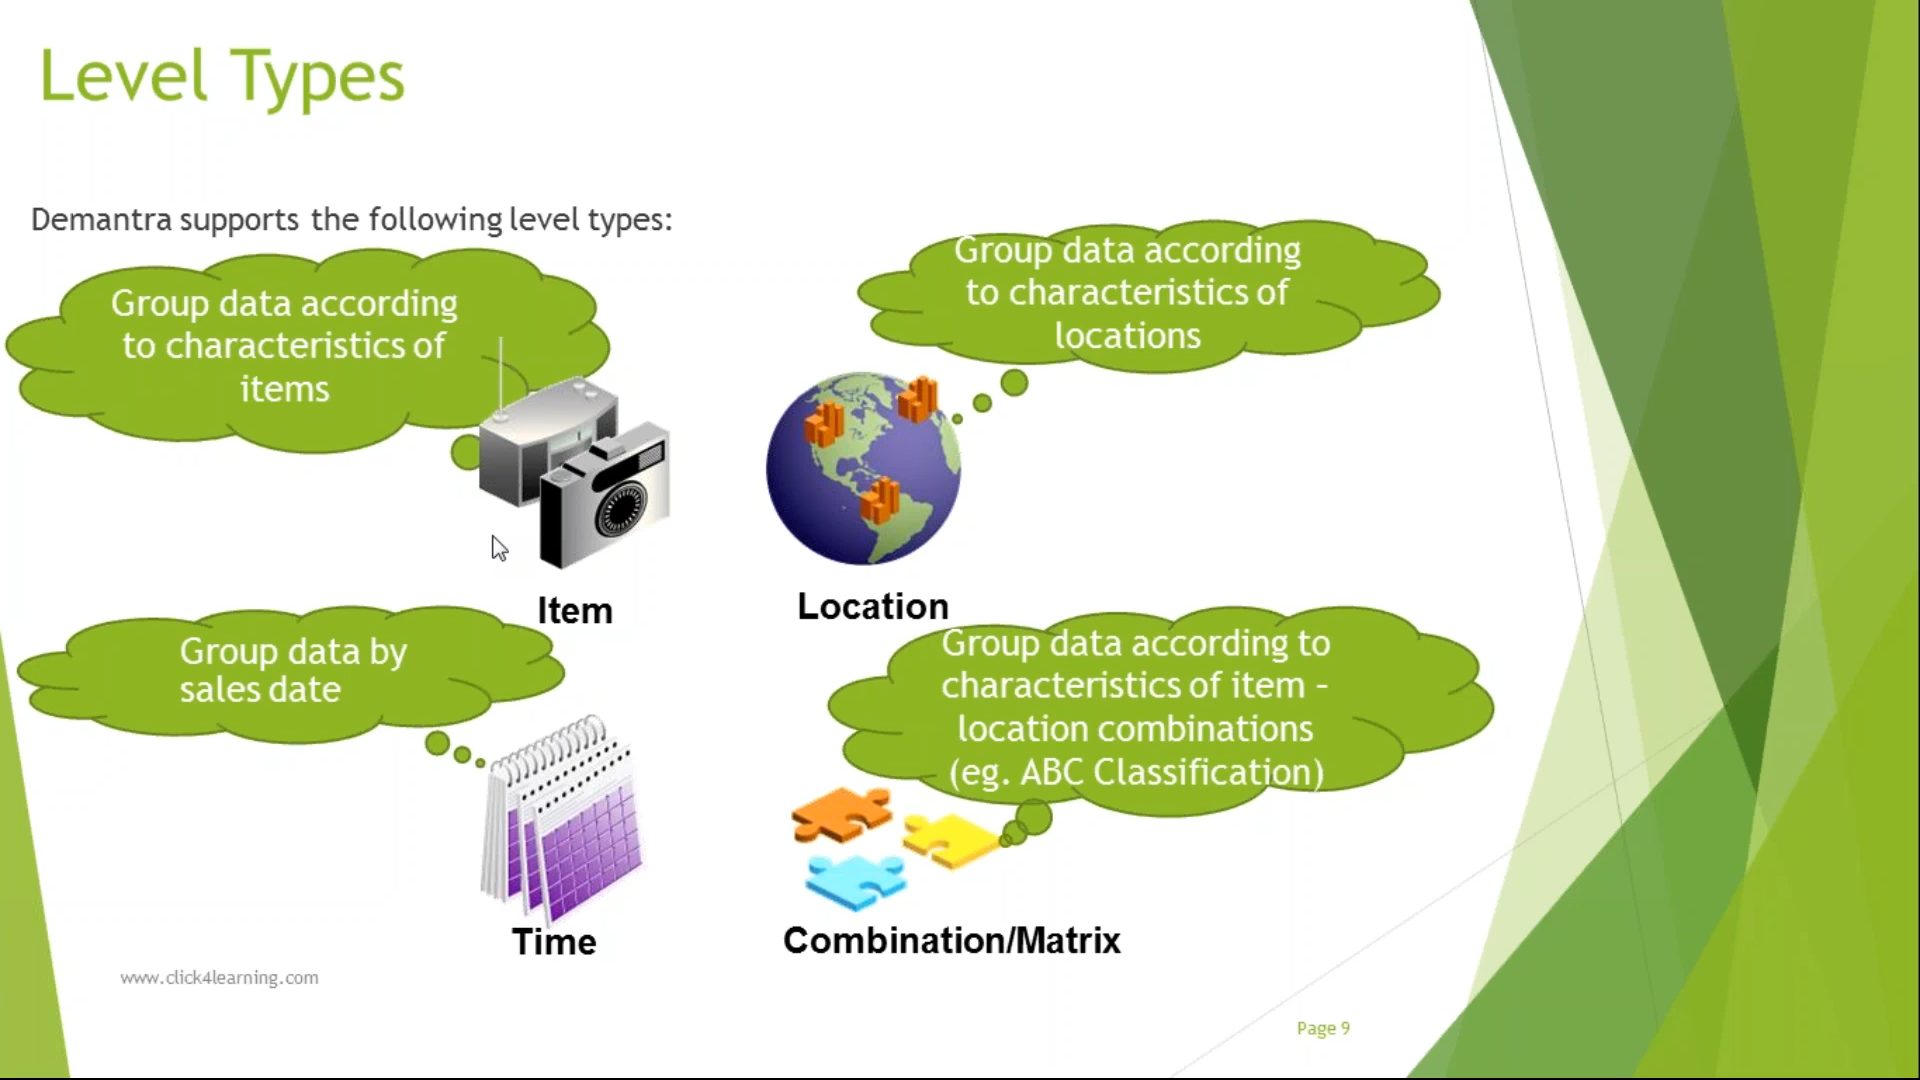 Level Types
Demantra supports the following level types:
Group data according
to characteristics of
items
Group data according
to characteristics of
locations
Item
Location
Group data by
sales date
Group data according to
characteristics of item –
location combinations
(eg. ABC Classification)
Time
Combination/Matrix
www.click4learning.com
Page 9